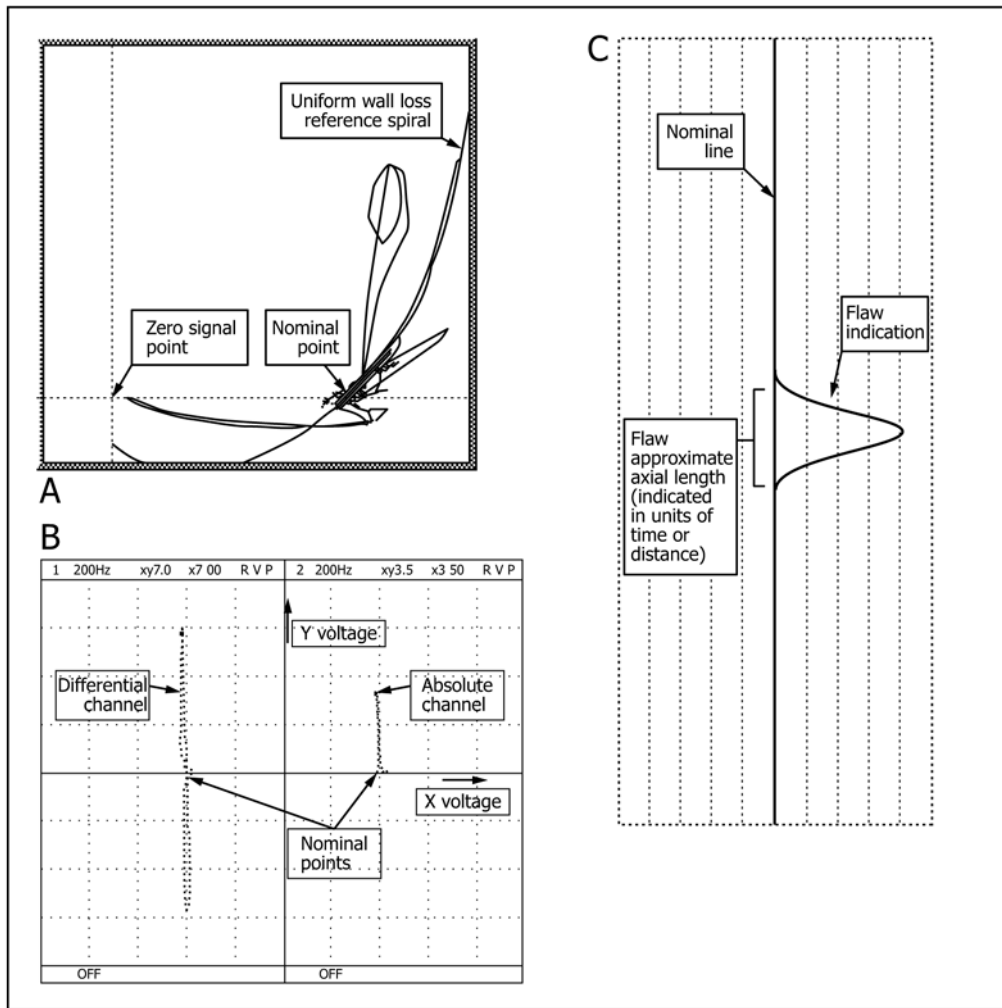 Uniform wall loss
reference spiral
Zero signal
point
Nominal
point
A
B
1 200Hz xy7.0 x7 00 R V P
2 200Hz xy3.5 x3 50 R V P
Y voltage
Differential
channel
Absolute
channel
X voltage
Nominal
points
OFF
OFF
C
Nominal
line
Flaw
indication
Flaw
approximate
axial length
(indicated
in units of
time or
distance)